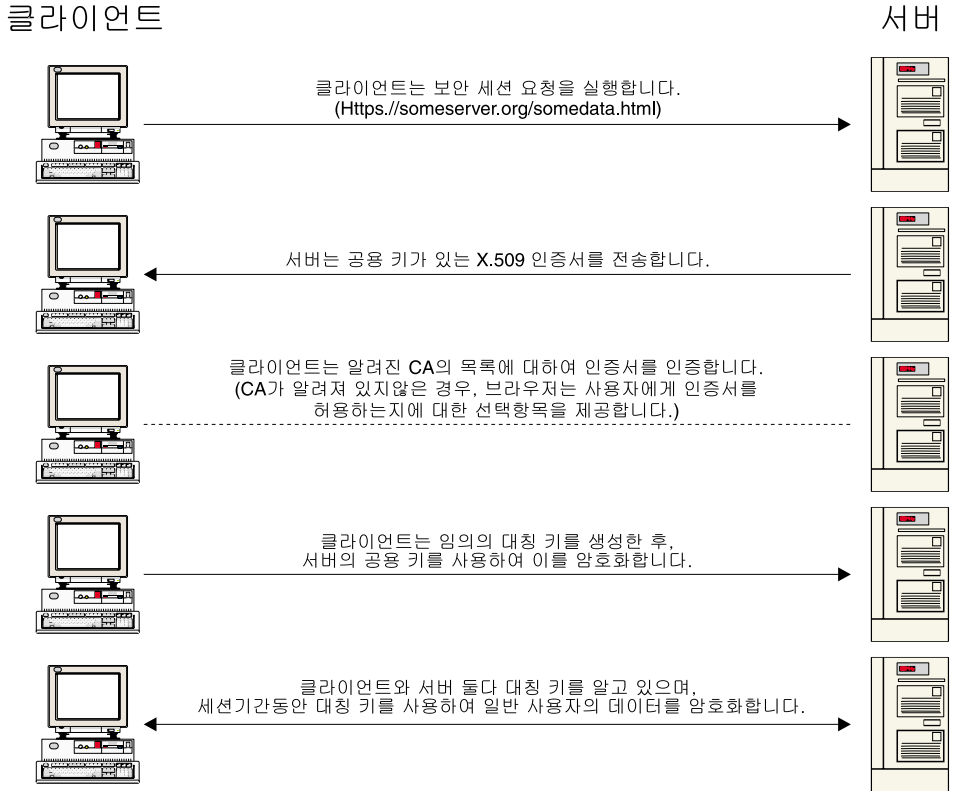 클라이언트
서버
클라이언트는 보안 세션 요청을 실행합니다.
(Https://someserver.org/somedata.html)
서버는 공용 키가 있는 X.509 인증서를 전송합니다.
클라이언트는 알려진 CA의 목록에 대하여 인증서를 인증합니다.
(CA가 알려져 있지않은 경우, 브라우저는 사용자에게 인증서를
허용하는지에 대한 선택항목을 제공합니다.)
클라이언트는 임의의 대칭 키를 생성한 후,
서버의 공용 키를 사용하여 이를 암호화합니다.
클라이언트와 서버 둘다 대칭 키를 알고 있으며,
세션기간동안 대칭 키를 사용하여 일반 사용자의 데이터를 암호화합니다.